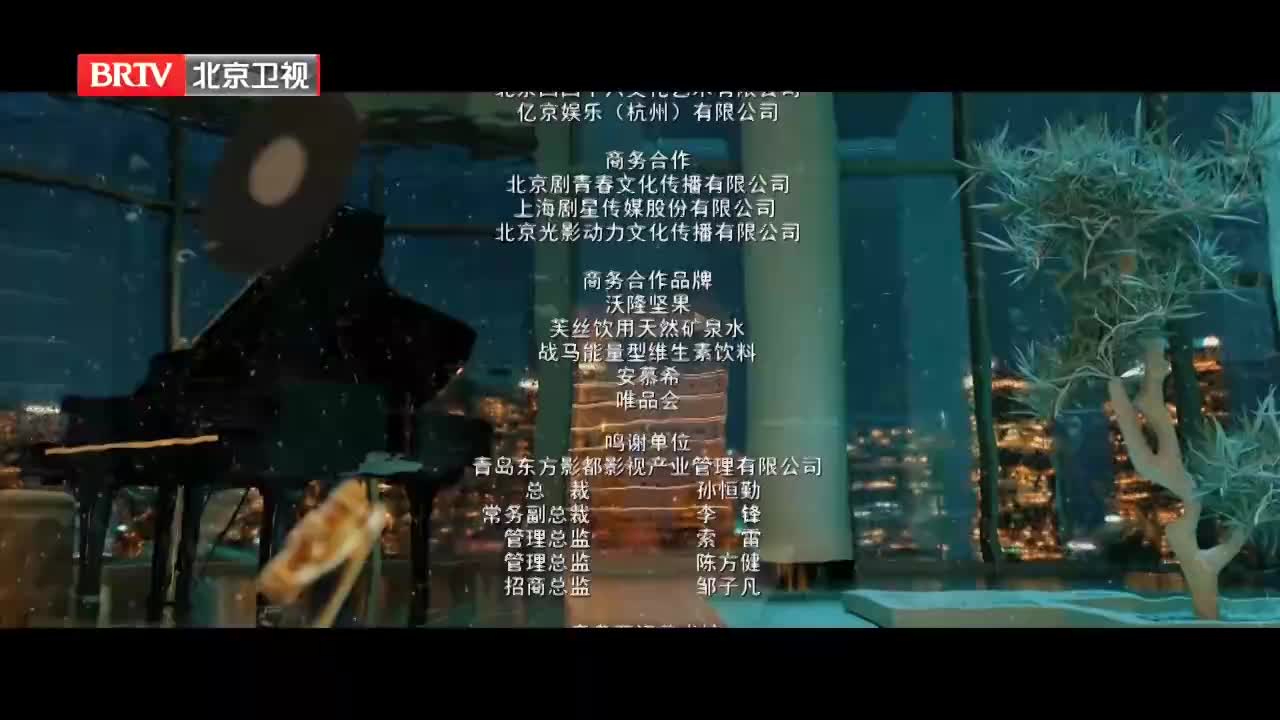 BRTV 北京卫视
亿京娱乐（杭州）有限公司
商务合作
北京剧青春文化传播有限公司
上海剧星传媒股份有限公司
北京光影动力文化传播有限公司
商务合作品牌
沃隆坚果
芙丝饮用天然矿泉水
战马能量型维生素饮料
安慕希
唯品会
鸣谢单位
青岛东方影都影视产业管理有限公司
总 裁 孙恒勤
常务副总裁 李 锋
管理总监 索 雷
管理总监 陈方健
招商总监 邹子凡